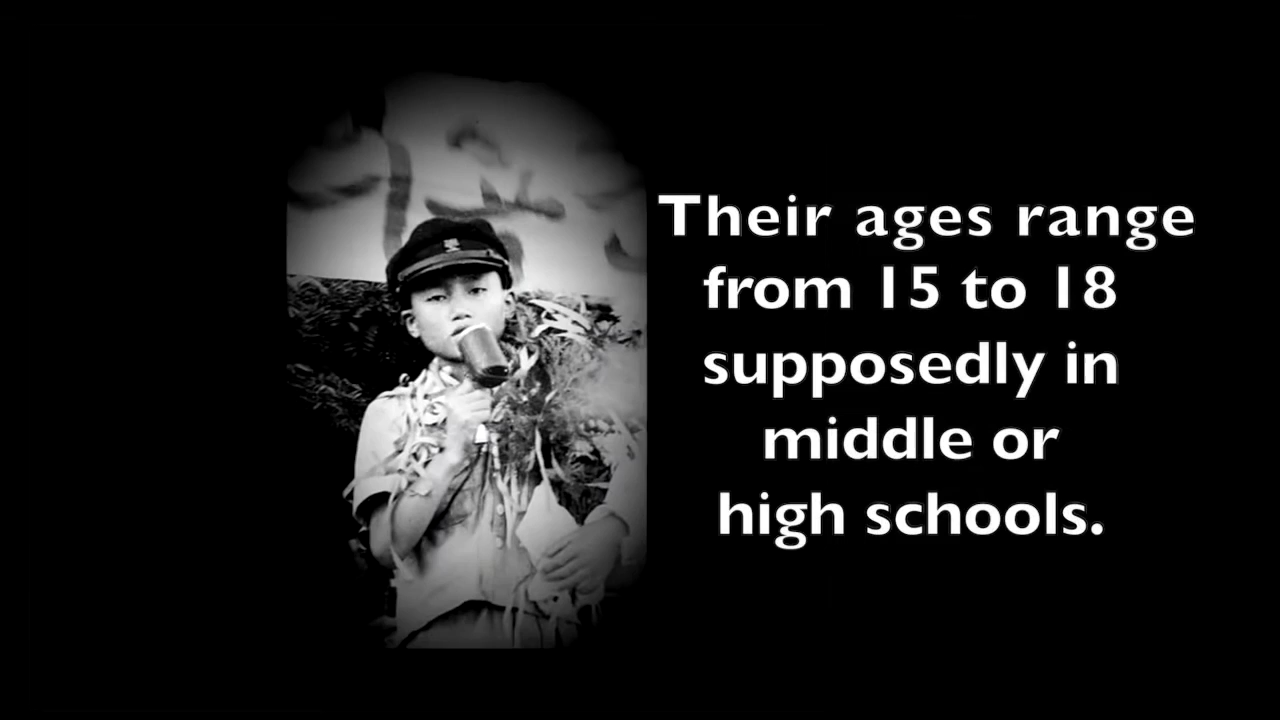 Their ages range
from 15 to 18
supposedly in
middle or
high schools.